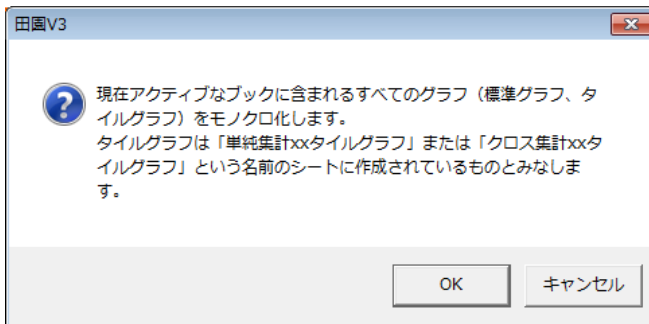 田園V3
現在アクティブなブックに含まれるすべてのグラフ（標準グラフ、タ
イルグラフ）をモノクロ化します。
タイルグラフは「単純集計xxタイルグラフ」または「クロス集計xxタ
イルグラフ」という名前のシートに作成されているものとみなしま
す。
OK
キャンセル